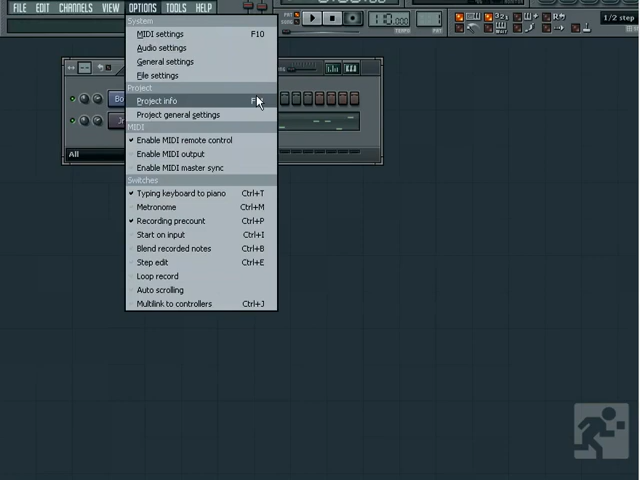 FILE EDIT CHANNELS VIEW OPTIONS TOOLS HELP
1/2 step
System
MIDI settings F10
Audio settings
General settings
File settings
Project
Project info
Project general settings
MIDI
Enable MIDI remote control
Enable MIDI output
Enable MIDI master sync
Switches
Typing keyboard to piano Ctrl+T
Metronome Ctrl+M
Recording precount Ctrl+P
Start on input Ctrl+I
Blend recorded notes Ctrl+B
Step edit Ctrl+E
Loop record
Auto scrolling
Multilink to controllers Ctrl+J
All